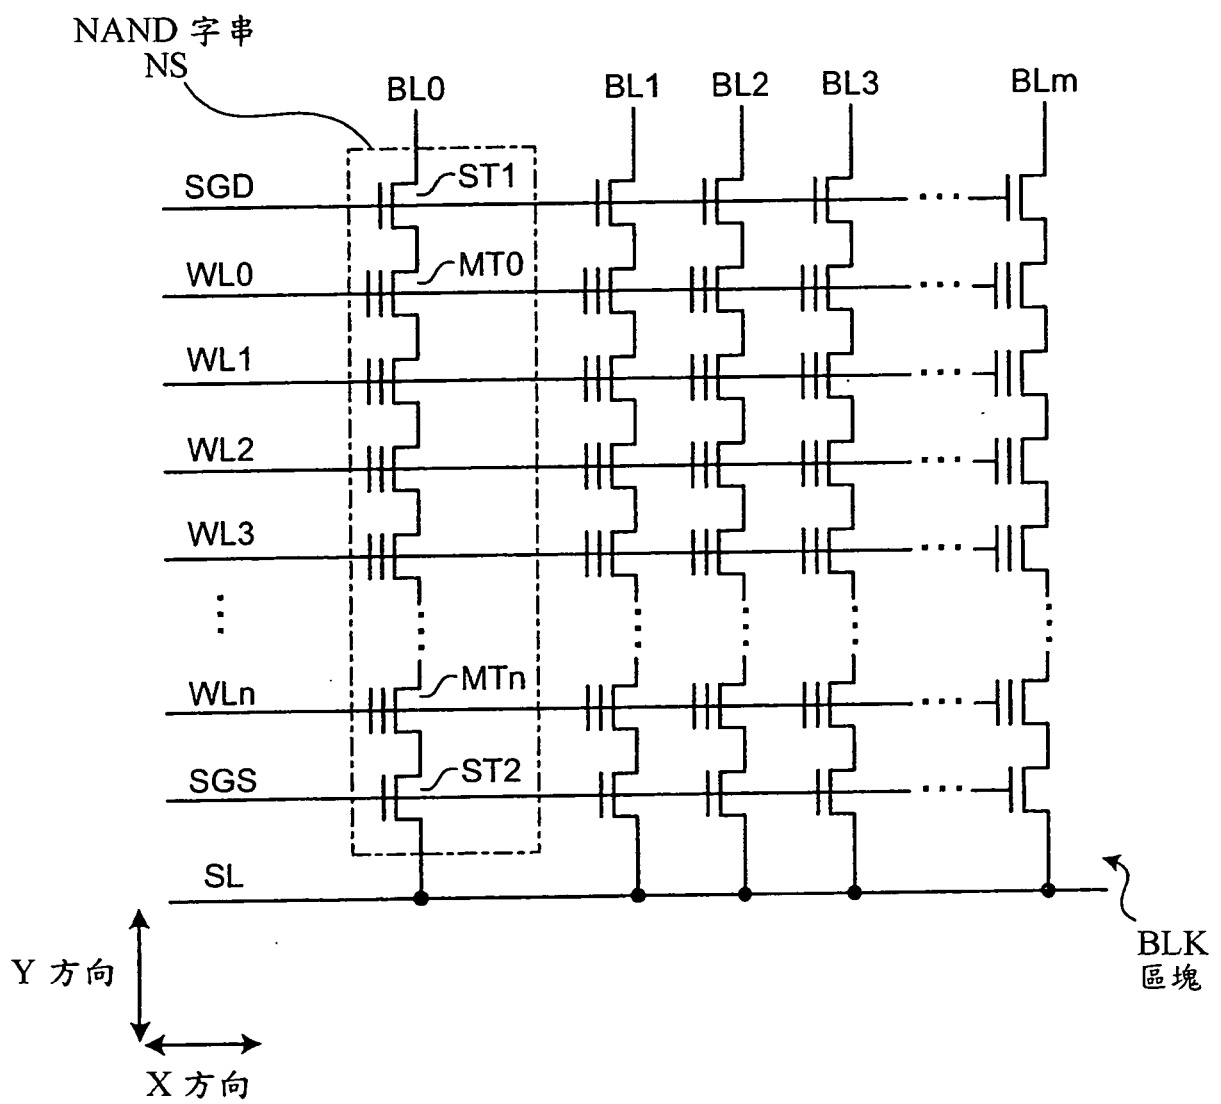 NAND 字串
NS
BL0
BL1
BL2
BL3
BLm
SGD
ST1
WL0
MT0
WL1
WL2
WL3
WLn
MTn
SGS
ST2
SL
BLK
區塊
Y 方向
X 方向